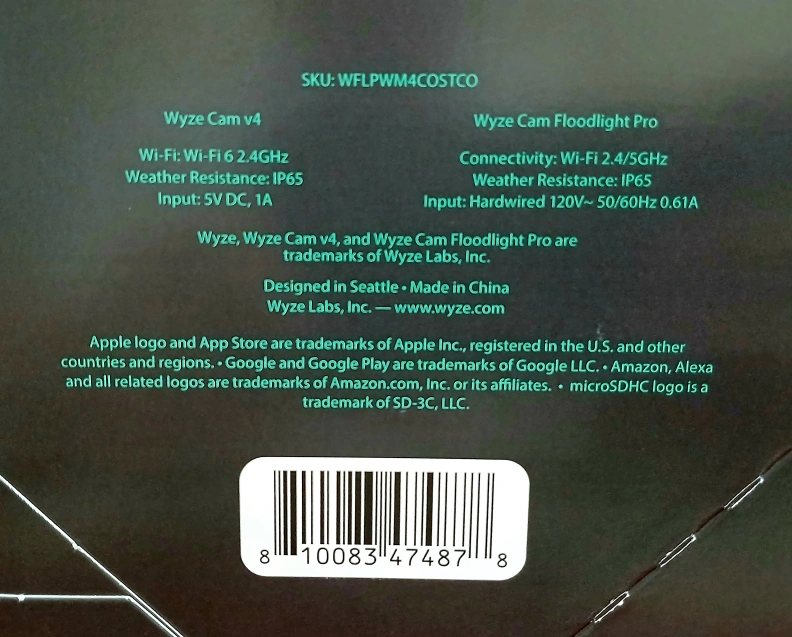 SKU: WFLPWM4COSTCO
Wyze Cam v4
Wi-Fi: Wi-Fi 6 2.4GHz
Weather Resistance: IP65
Input: 5V DC, 1A
Wyze Cam Floodlight Pro
Connectivity: Wi-Fi 2.4/5GHz
Weather Resistance: IP65
Input: Hardwired 120V~ 50/60Hz 0.61A
Wyze, Wyze Cam v4, and Wyze Cam Floodlight Pro are
trademarks of Wyze Labs, Inc.
Designed in Seattle • Made in China
Wyze Labs, Inc. — www.wyze.com
Apple logo and App Store are trademarks of Apple Inc., registered in the U.S. and other
countries and regions. • Google and Google Play are trademarks of Google LLC. • Amazon, Alexa
and all related logos are trademarks of Amazon.com, Inc. or its affiliates. • microSDHC logo is a
trademark of SD-3C, LLC.
8 10083 47487 8